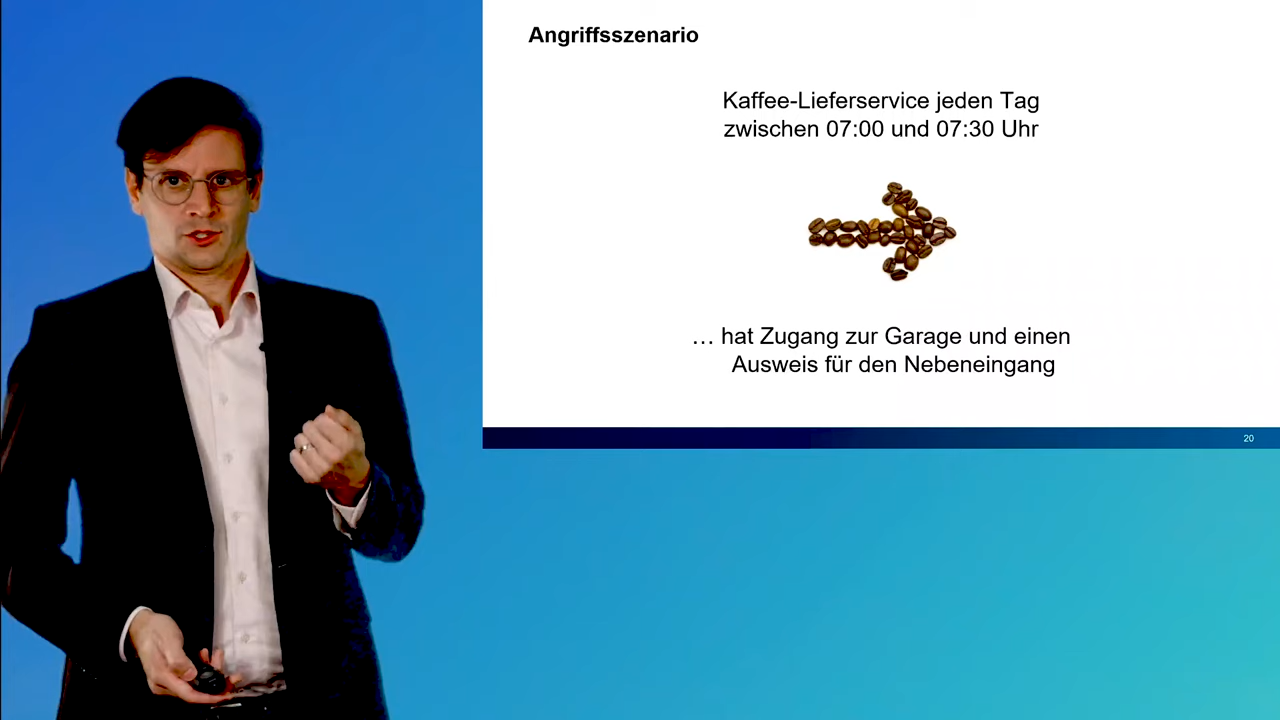 Angriffsszenario
Kaffee-Lieferservice jeden Tag
zwischen 07:00 und 07:30 Uhr
… hat Zugang zur Garage und einen
Ausweis für den Nebeneingang
20